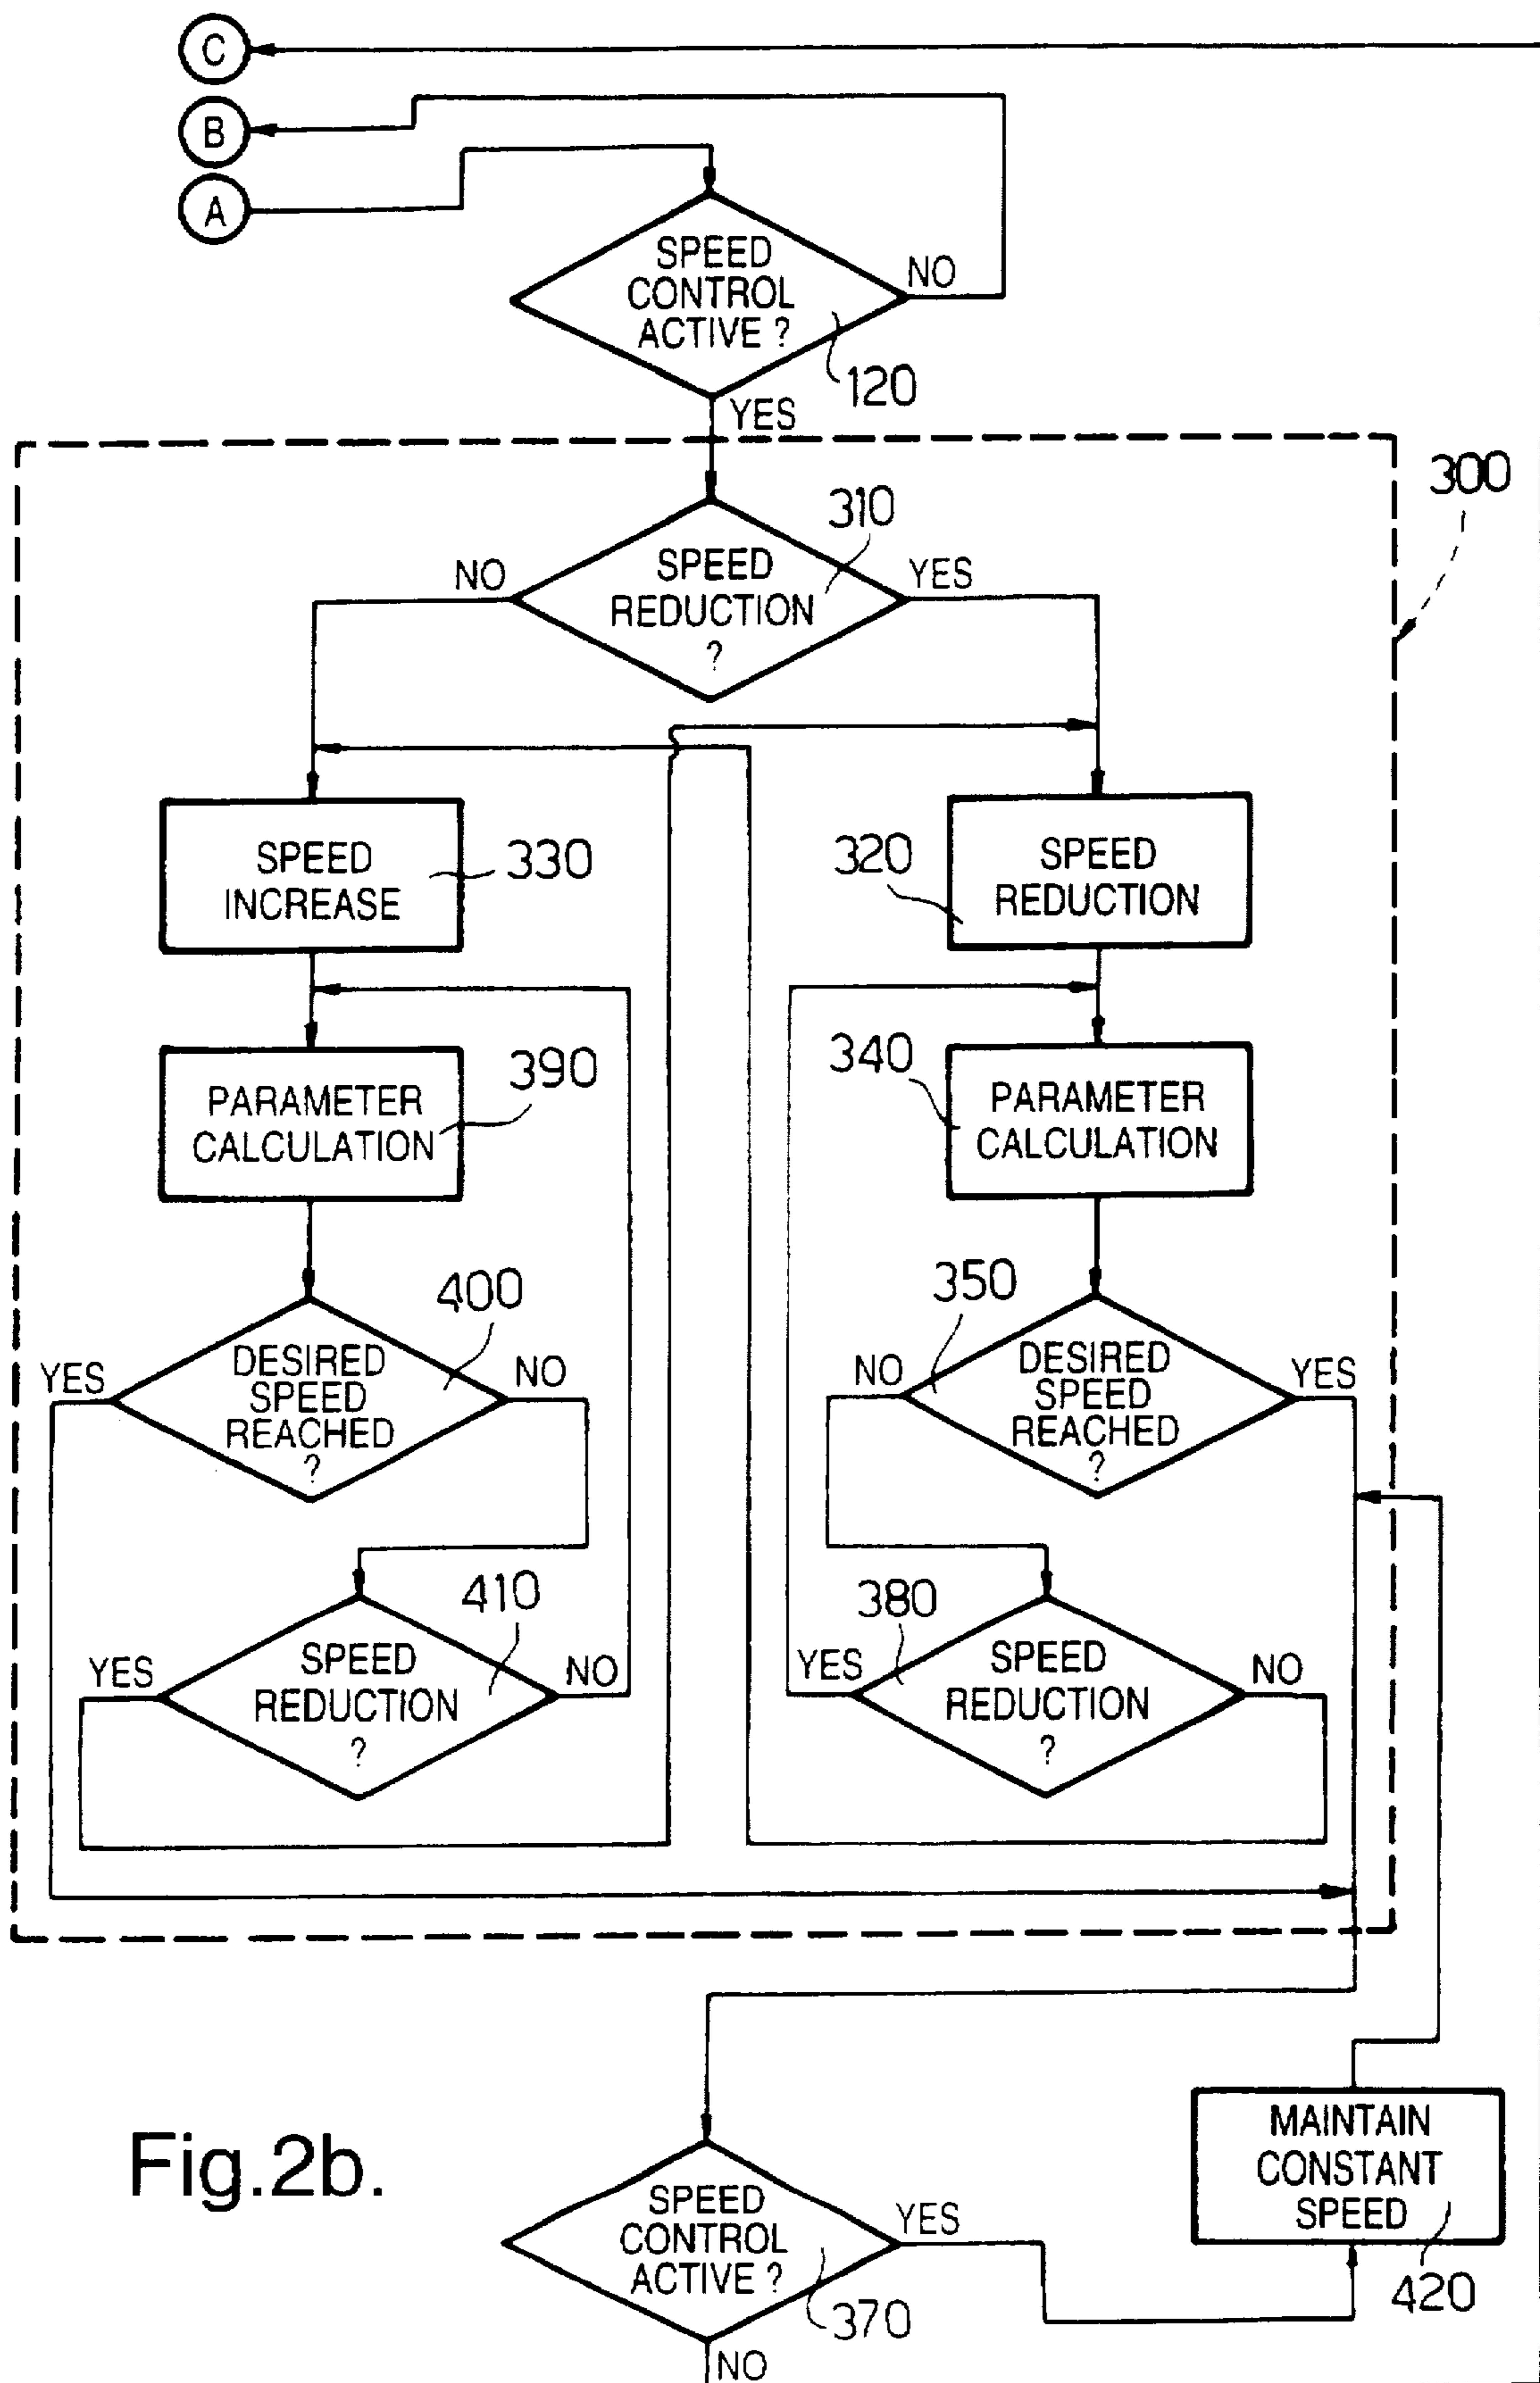 C
B
A
SPEED
CONTROL
ACTIVE ?
NO
120
YES
300
310
NO
SPEED
REDUCTION
?
YES
SPEED
INCREASE
330
320
SPEED
REDUCTION
PARAMETER
CALCULATION
390
340
PARAMETER
CALCULATION
400
YES
DESIRED
SPEED
REACHED
?
NO
350
NO
DESIRED
SPEED
REACHED
?
YES
410
YES
SPEED
REDUCTION
?
NO
380
YES
SPEED
REDUCTION
?
NO
Fig.2b.
SPEED
CONTROL
ACTIVE ?
YES
370
NO
MAINTAIN
CONSTANT
SPEED
420